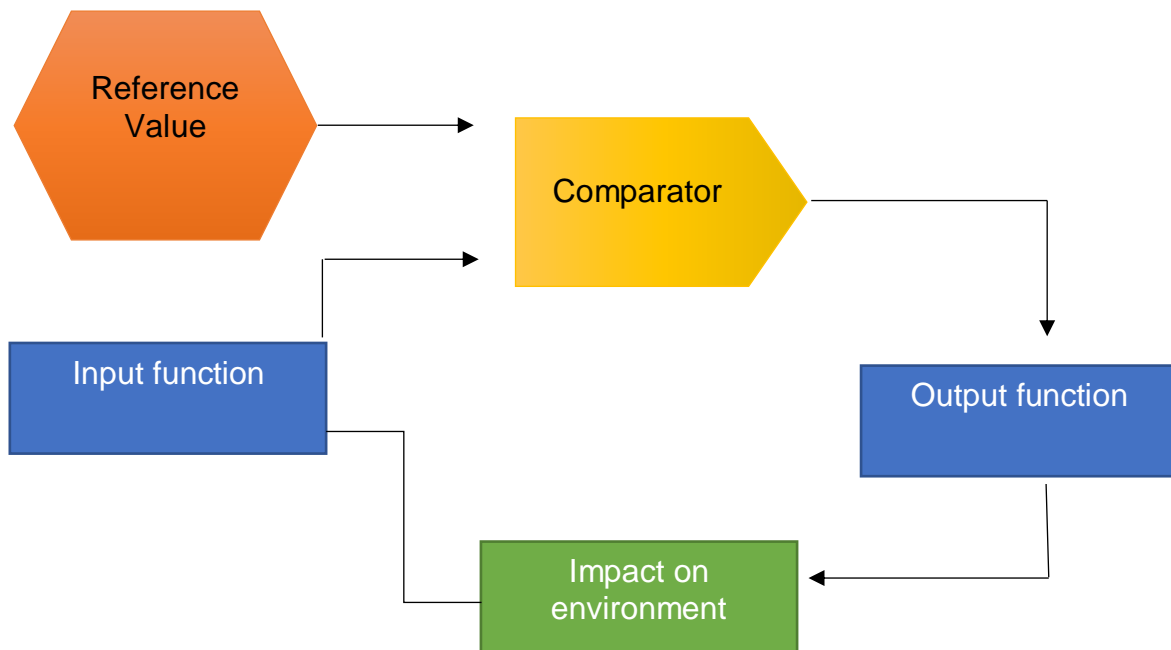 Reference
Value
Comparator
Input function
Output function
Impact on
environment